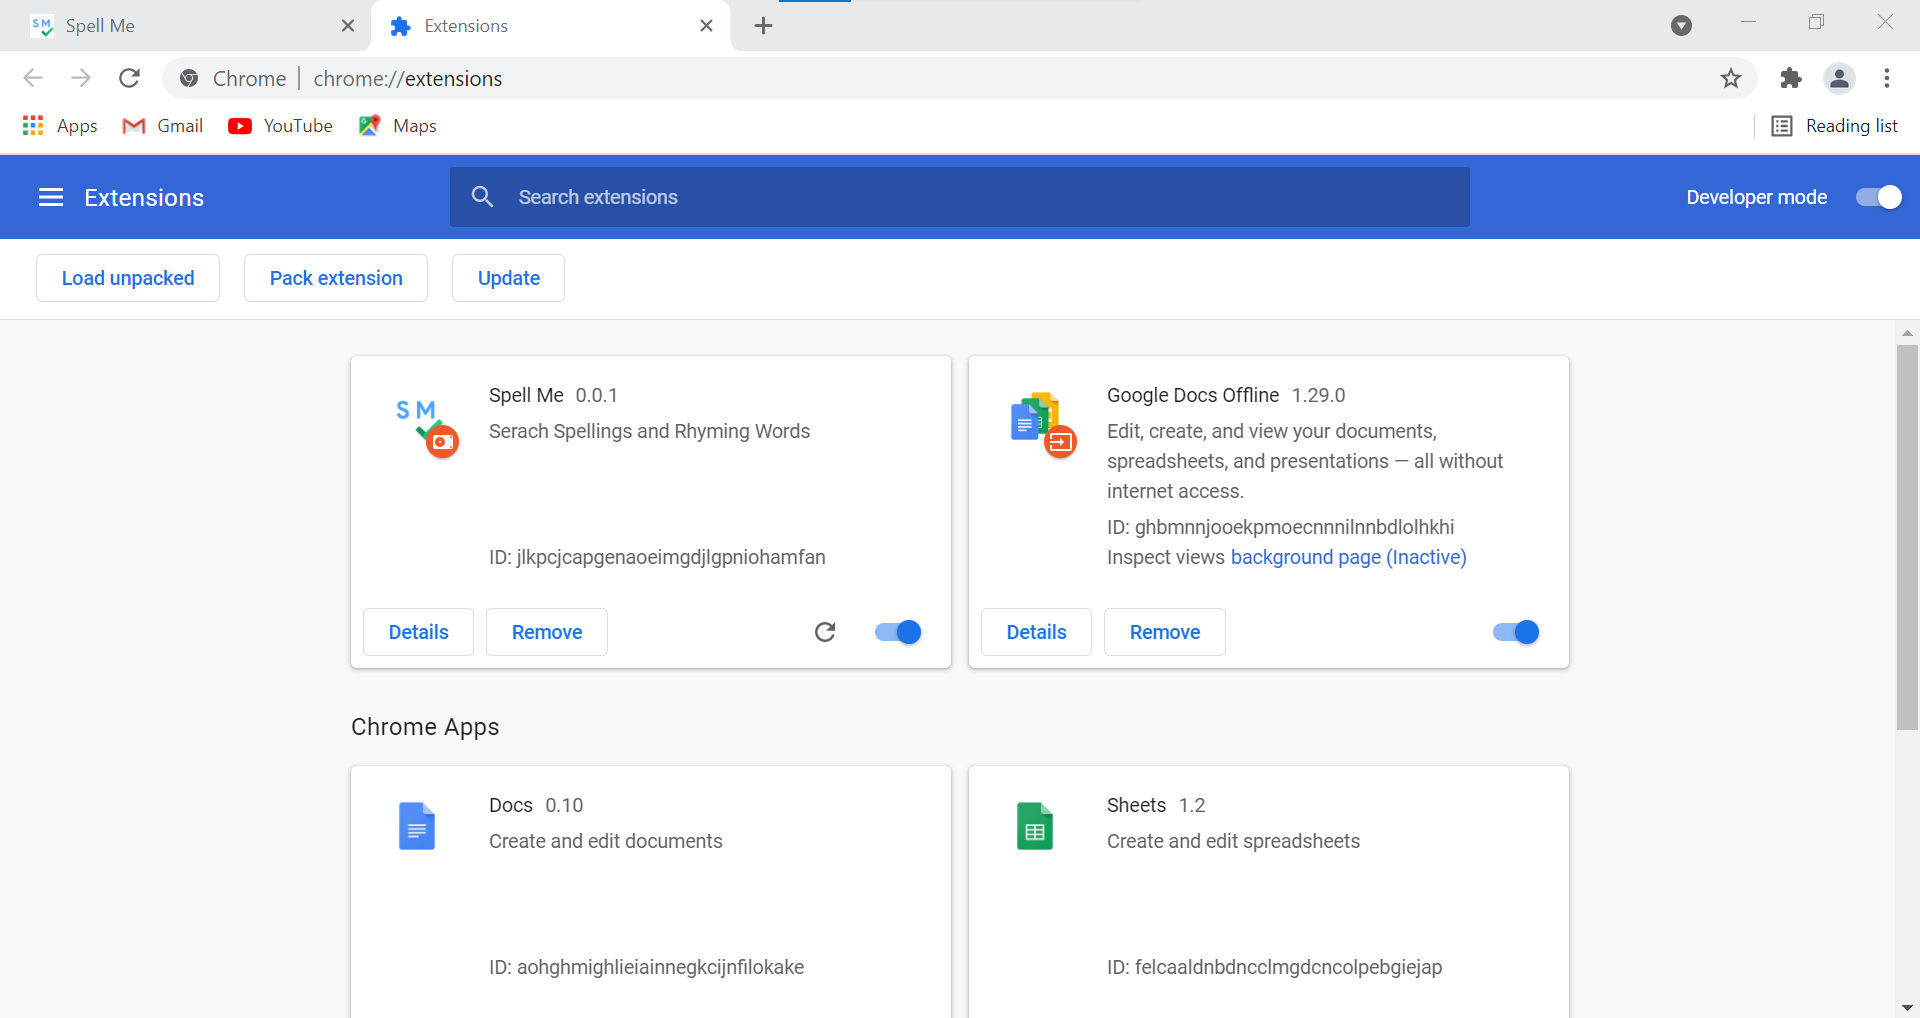 SM Spell Me
Extensions
Chrome | chrome://extensions
Apps Gmail YouTube Maps Reading list
Extensions Search extensions Developer mode
Load unpacked Pack extension Update
SM
Spell Me 0.0.1
Serach Spellings and Rhyming Words
ID: jlkpcjcapgenaoeimgdjlgpniohamfan
Details Remove
Google Docs Offline 1.29.0
Edit, create, and view your documents,
spreadsheets, and presentations — all without
internet access.
ID: ghbmnnjooekpmoecnnnilnnbdlolhkhi
Inspect views background page (Inactive)
Details Remove
Chrome Apps
Docs 0.10
Create and edit documents
ID: aohghmighlieiainnegkcijnfilokake
Sheets 1.2
Create and edit spreadsheets
ID: felcaaldnbdncclmgdcncolpebgiejap